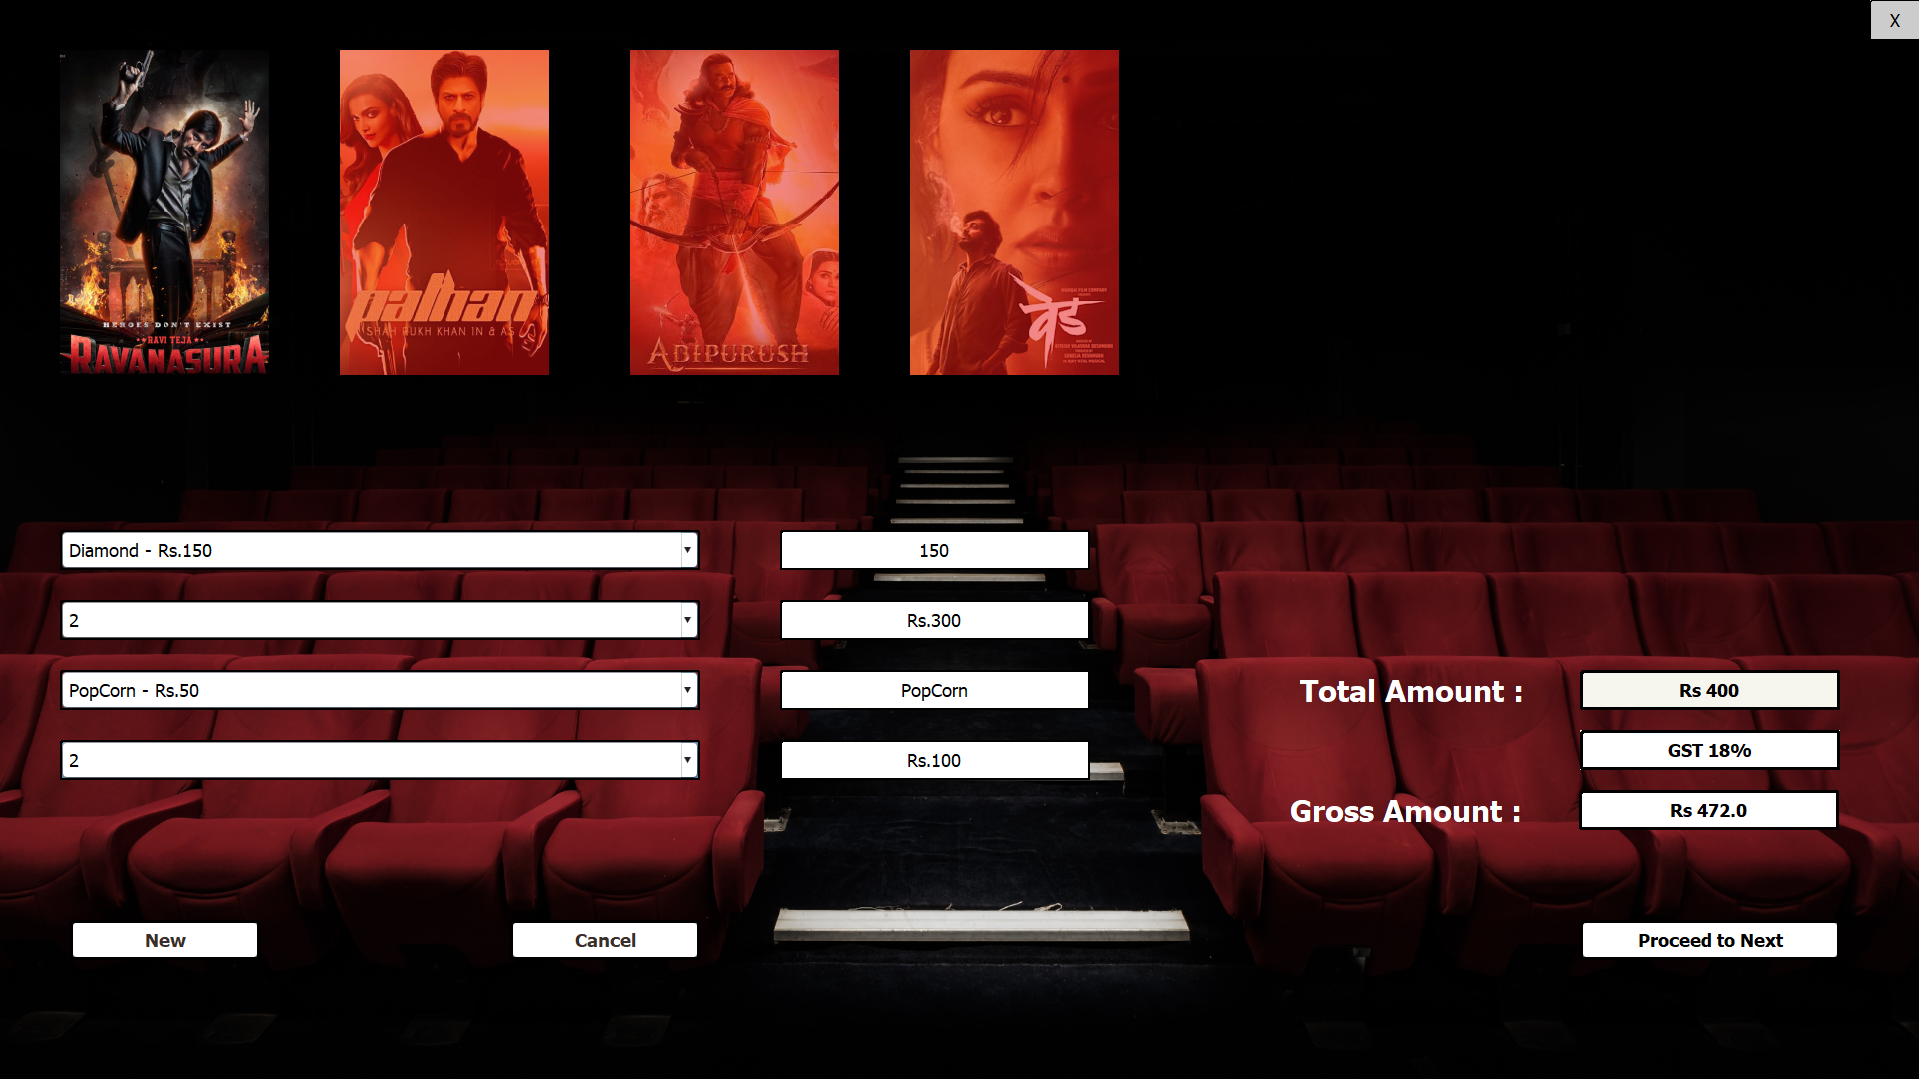 X
HEROES DON'T EXIST
RAVI TEJA
RAVANASURA
pathan
SHAH RUKH KHAN IN & AS
ADIPURUSH
वेड
Diamond - Rs.150
150
2
Rs.300
PopCorn - Rs.50
PopCorn
Total Amount :
Rs 400
GST 18%
2
Rs.100
Gross Amount :
Rs 472.0
New
Cancel
Proceed to Next